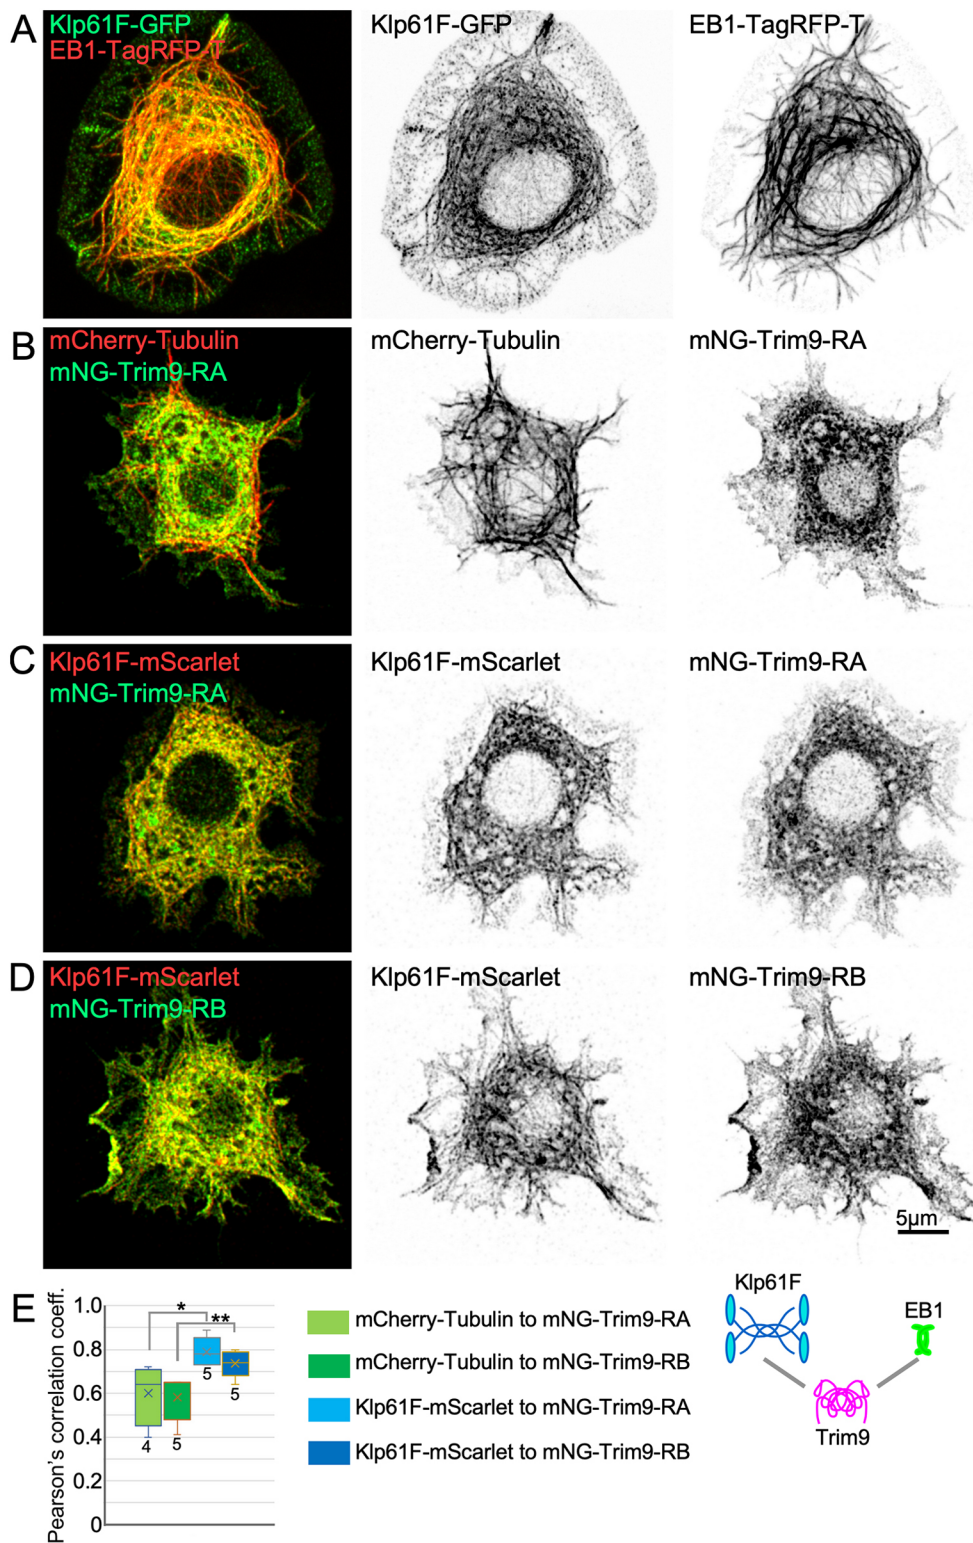 A
Klp61F-GFP
EB1-TagRFP-T
Klp61F-GFP
EB1-TagRFP-T
B
mCherry-Tubulin
mNG-Trim9-RA
mCherry-Tubulin
mNG-Trim9-RA
C
Klp61F-mScarlet
mNG-Trim9-RA
Klp61F-mScarlet
mNG-Trim9-RA
D
Klp61F-mScarlet
mNG-Trim9-RB
Klp61F-mScarlet
mNG-Trim9-RB
5µm
E
Pearson's correlation coeff.
1.0
0.8
0.6
0.4
0.2
0
*
**
4
5
5
5
mCherry-Tubulin to mNG-Trim9-RA
mCherry-Tubulin to mNG-Trim9-RB
Klp61F-mScarlet to mNG-Trim9-RA
Klp61F-mScarlet to mNG-Trim9-RB
Klp61F
EB1
Trim9